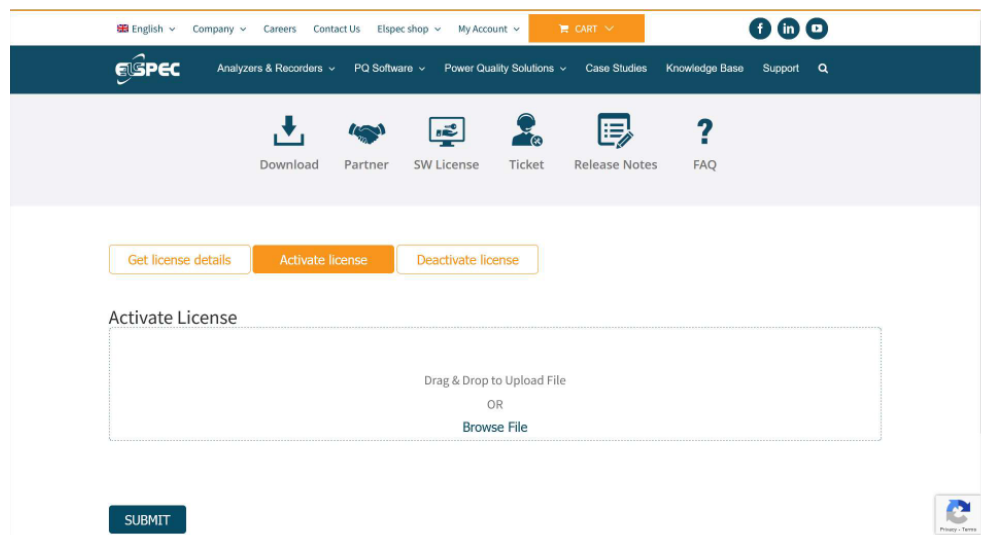 English Company Careers Contact Us Elspec shop My Account CART
ELSPEC Analyzers & Recorders PQ Software Power Quality Solutions Case Studies Knowledge Base Support
Download Partner SW License Ticket Release Notes FAQ
Get license details Activate license Deactivate license
Activate License
Drag & Drop to Upload File
OR
Browse File
SUBMIT
Privacy - Terms